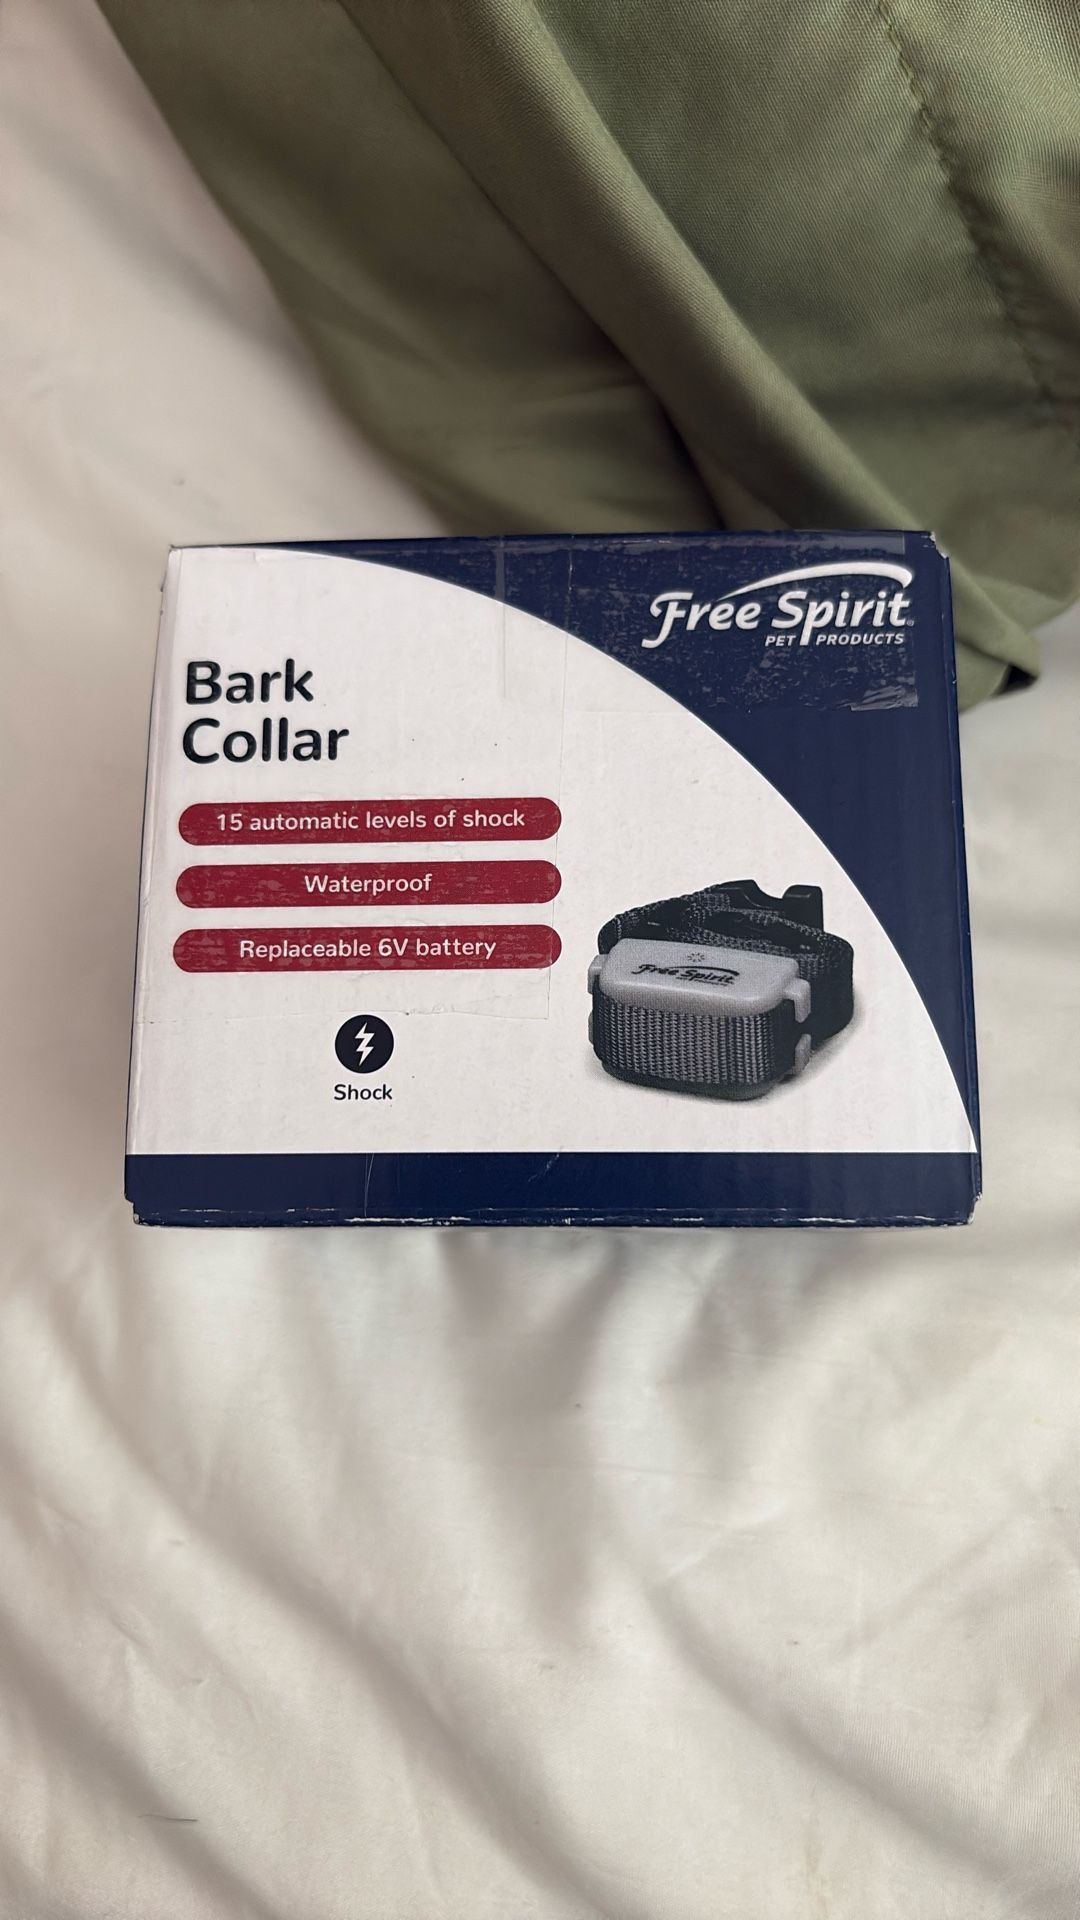 Free Spirit®
PET PRODUCTS
Bark
Collar
15 automatic levels of shock
Waterproof
Replaceable 6V battery
Free Spirit
Shock